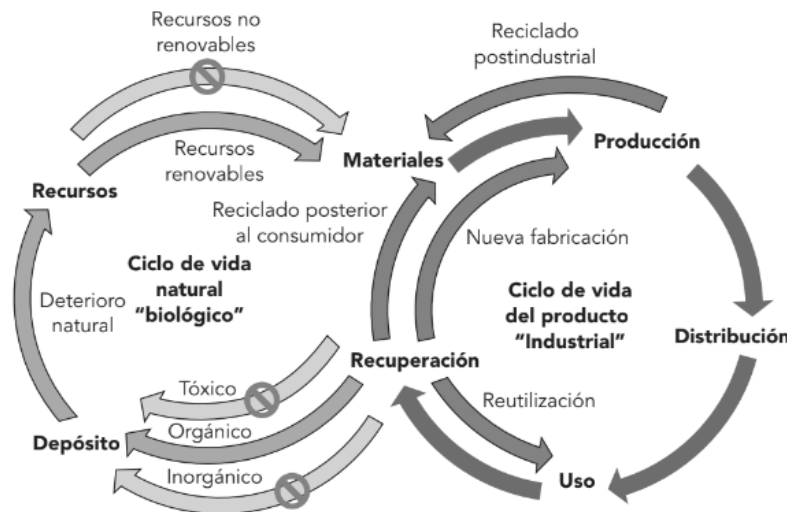 Recursos no
renovables
Reciclado
postindustrial
Recursos
renovables
Materiales
Producción
Recursos
Reciclado posterior
al consumidor
Nueva fabricación
Ciclo de vida
natural
"biológico"
Deterioro
natural
Ciclo de vida
del producto
"Industrial"
Distribución
Recuperación
Tóxico
Reutilización
Orgánico
Depósito
Inorgánico
Uso